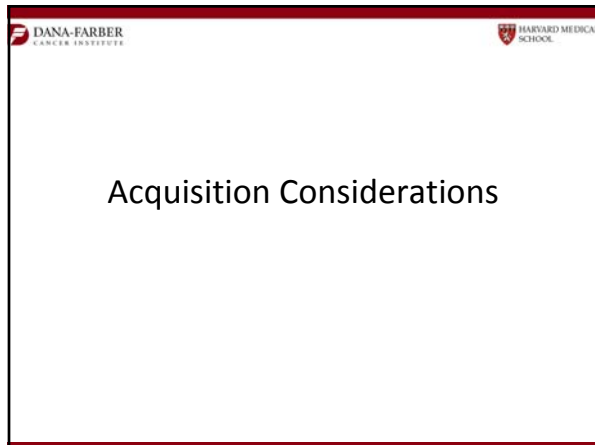 DANA-FARBER
CANCER INSTITUTE
HARVARD MEDICA
SCHOOL
Acquisition Considerations